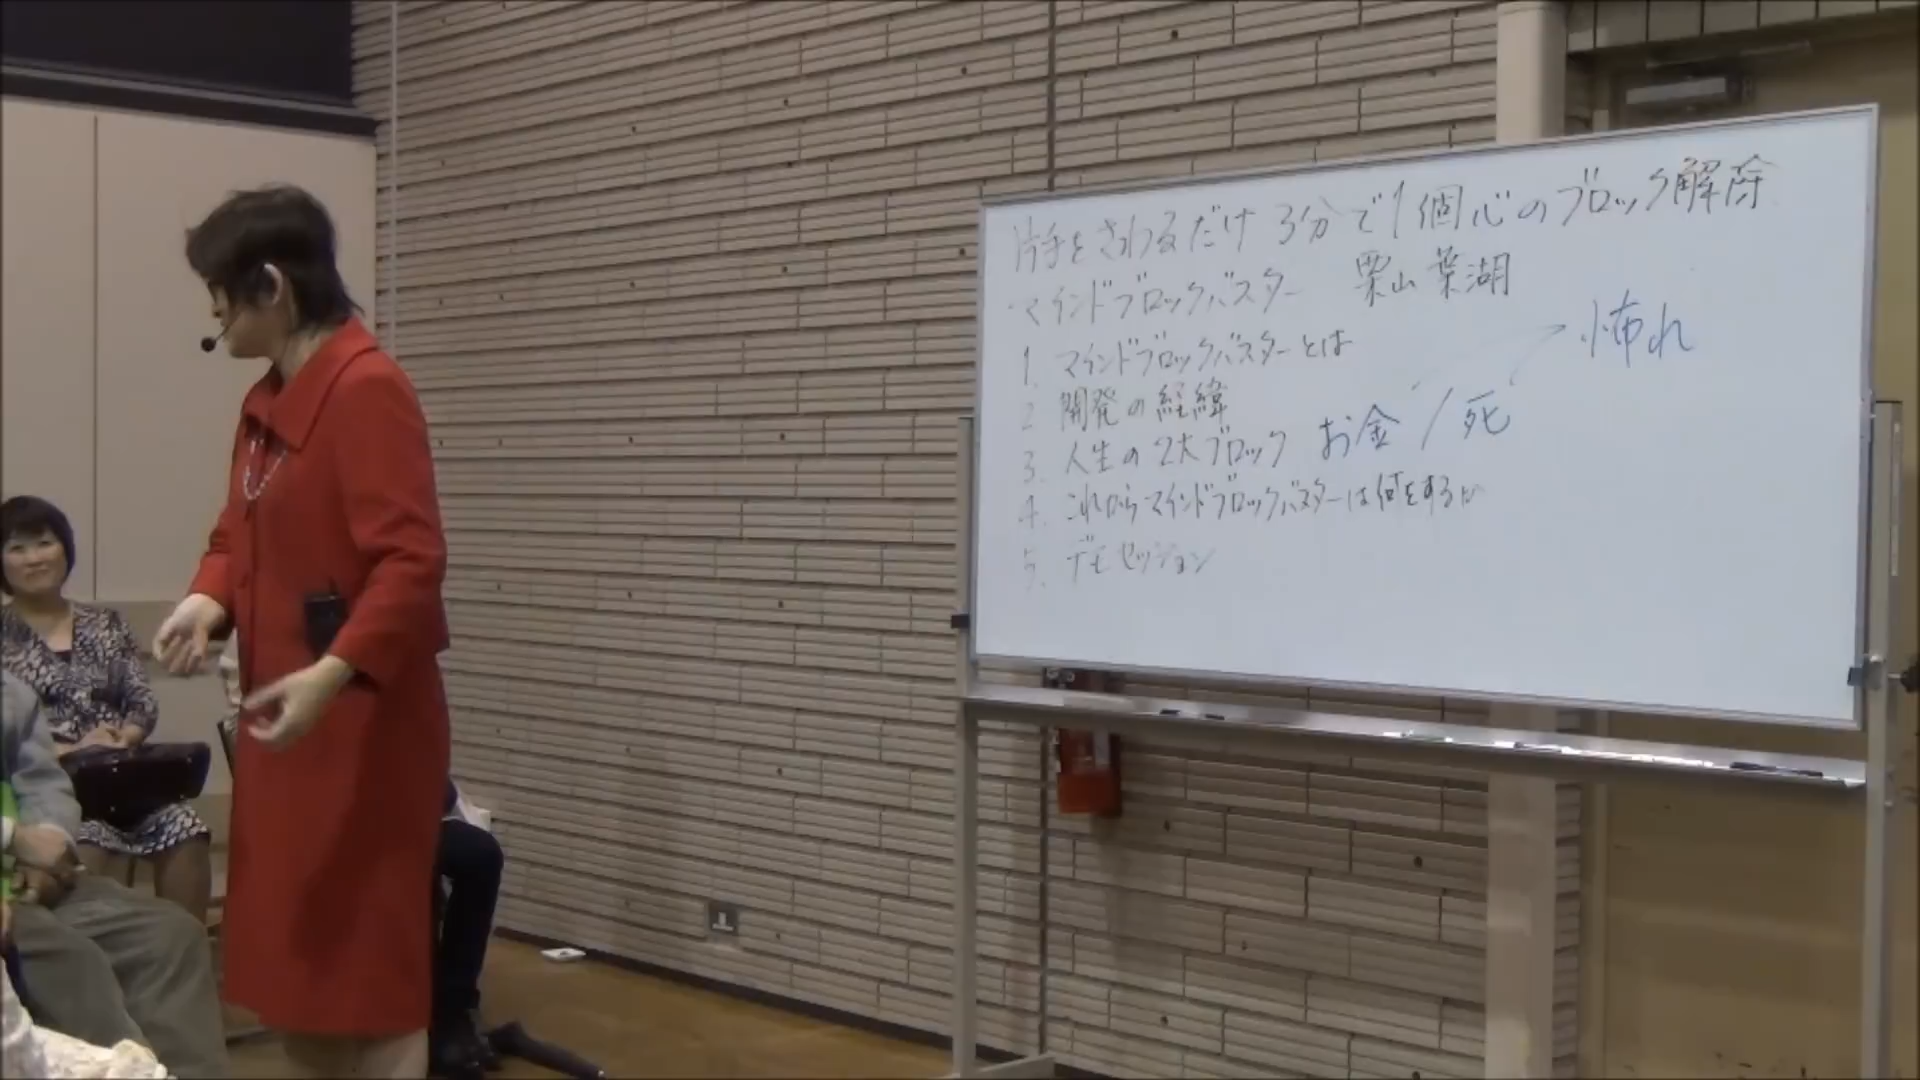 片手をさわるだけ 3分で1個心のブロック解除
マインドブロックバスター 栗山葉湖
怖れ
1. マインドブロックバスターとは
2 開発の経緯
3. 人生の2大ブロック お金/死
4. これからマインドブロックバスターは何をするか
5. デモセッション